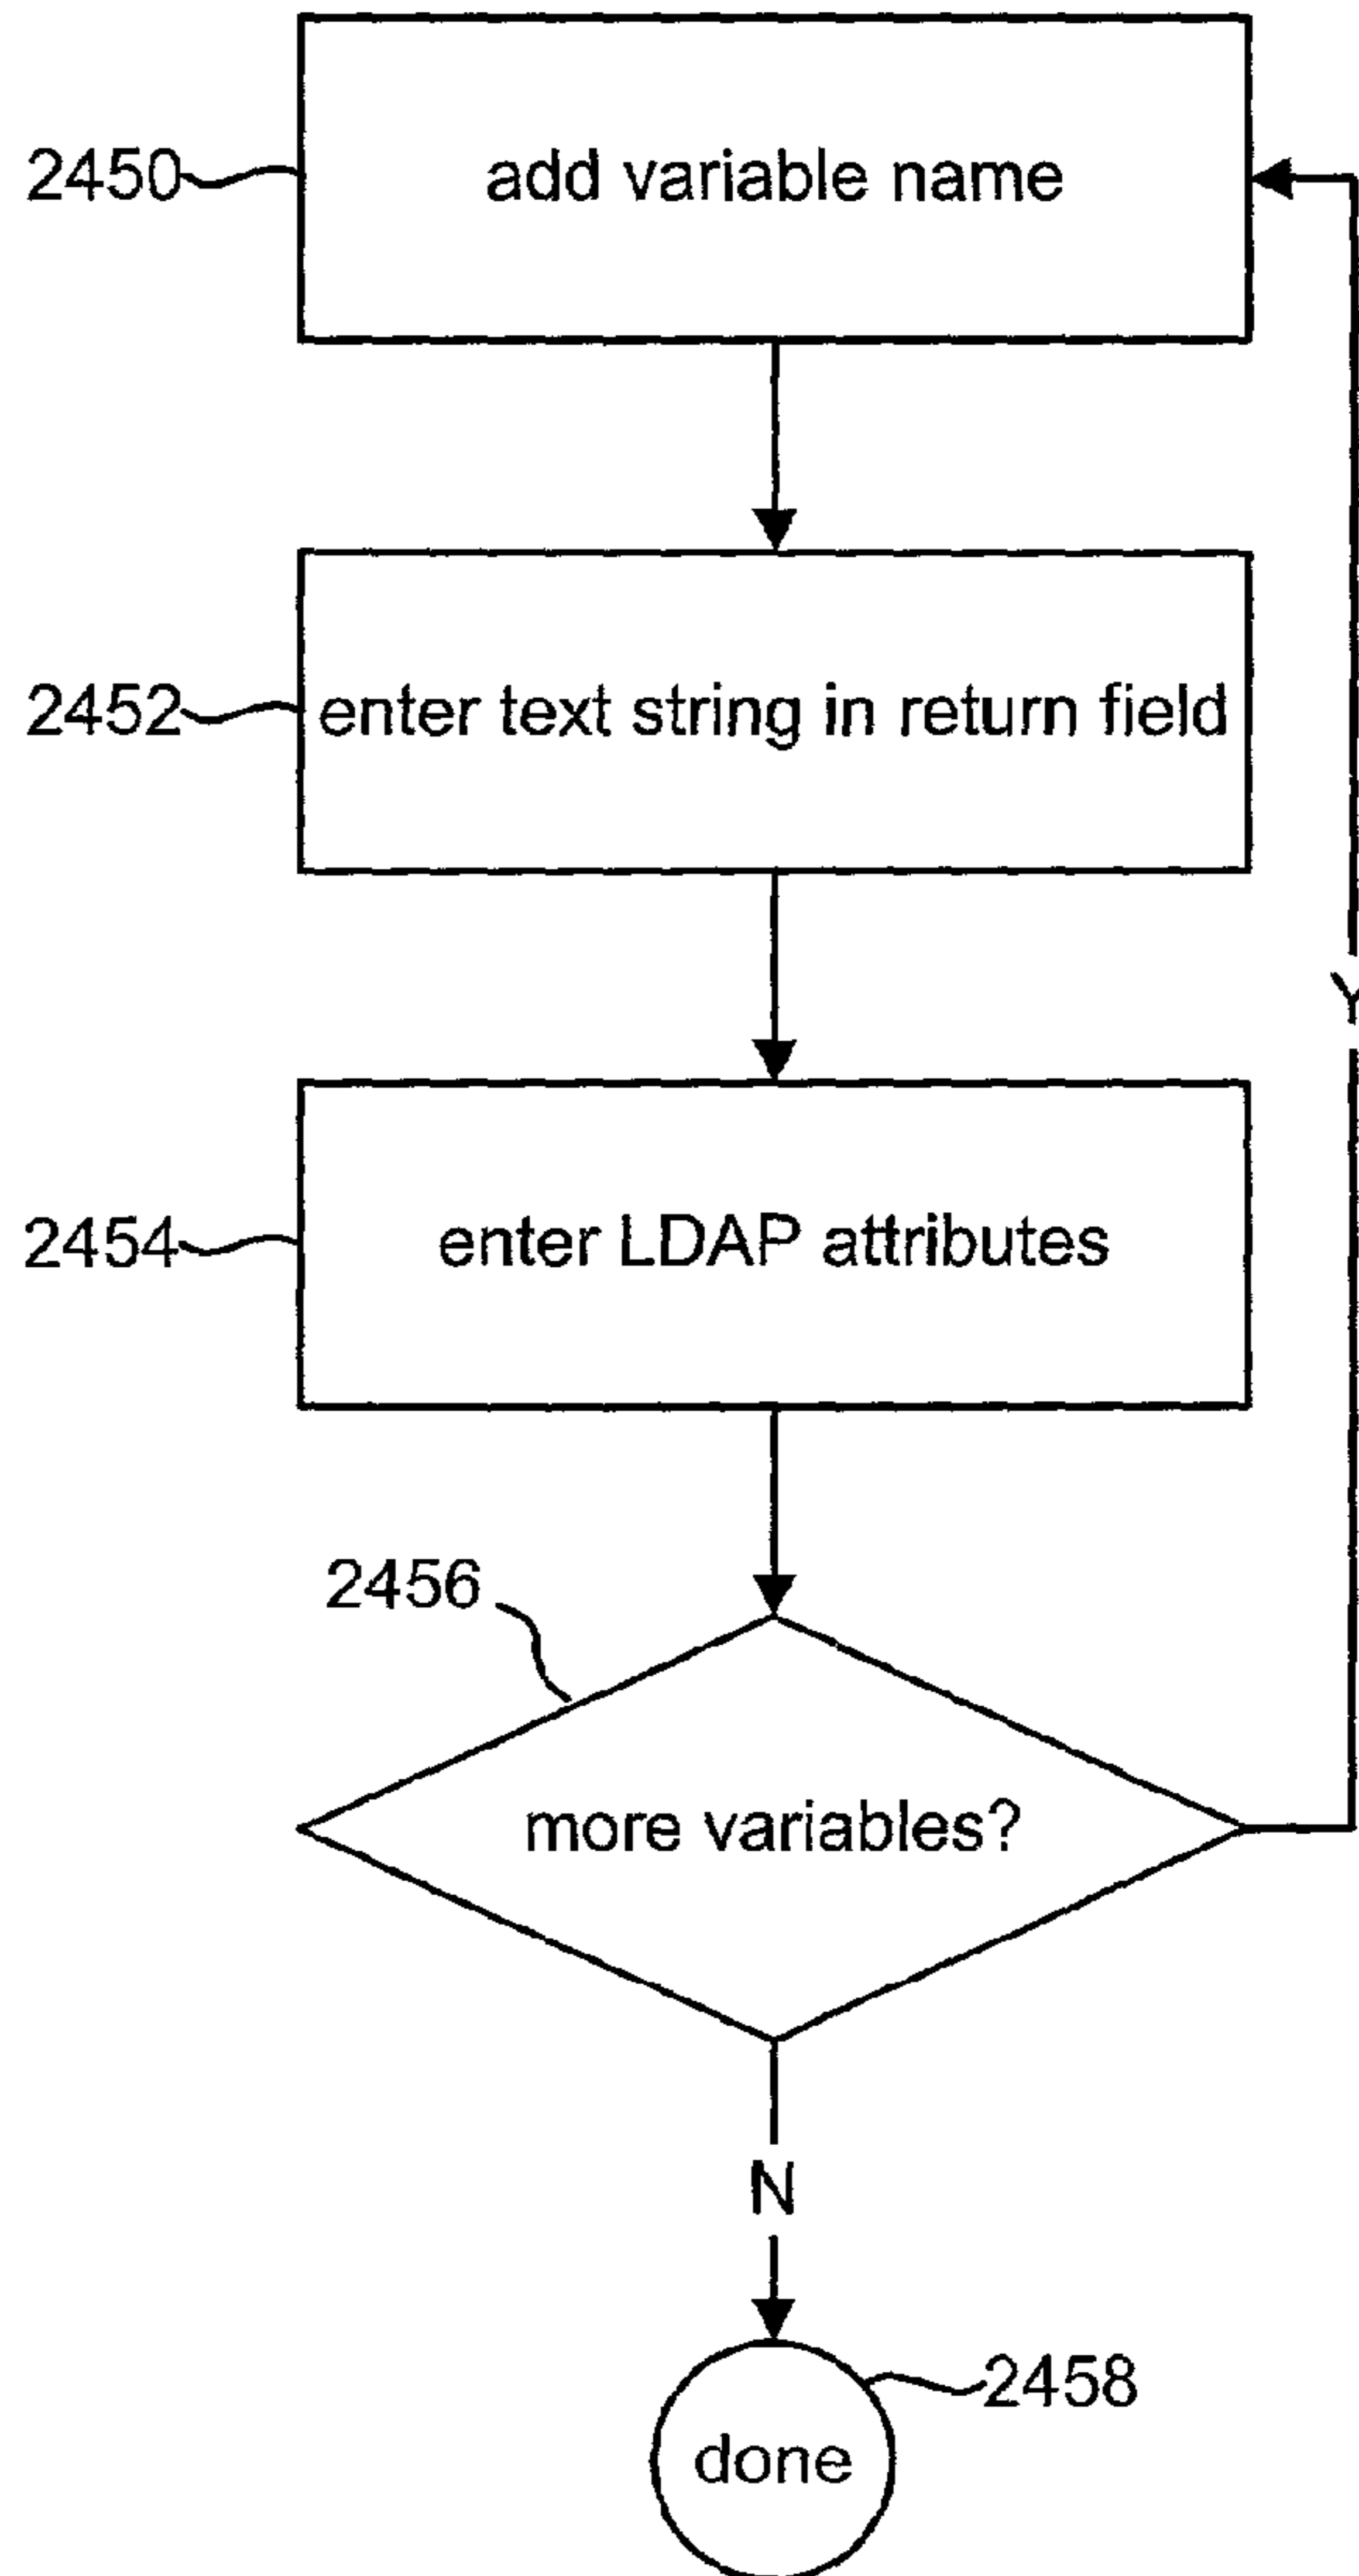 2450
add variable name
2452
enter text string in return field
Y
2454
enter LDAP attributes
2456
more variables?
N
2458
done